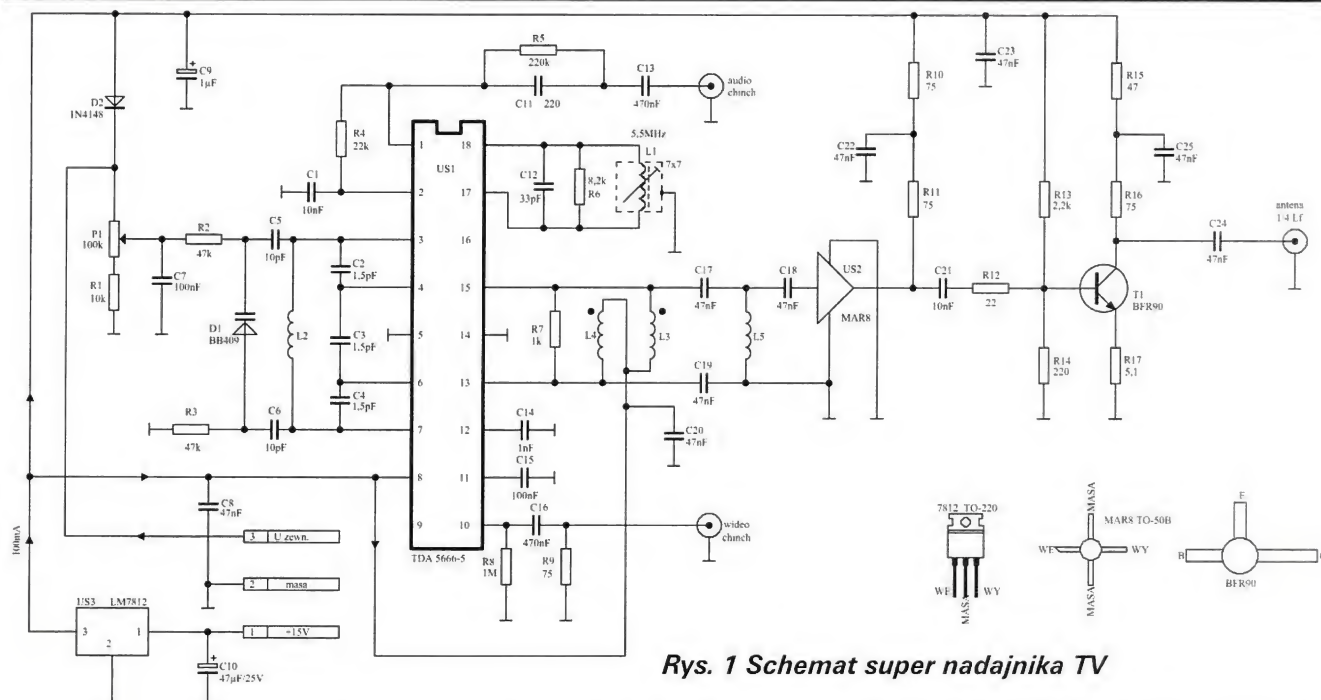 C9
1µF
D2
1N4148
R5
220k
C11 220
C13
470nF
audio
chinch
R4
22k
C1
10nF
US1
1
2
3
4
5
6
7
8
9
18
17
16
15
14
13
12
11
10
TDA 5666-5
P1
100k
R1
10k
R2
47k
C7
100nF
C5
10pF
D1
BB409
L2
C2
1,5pF
C3
1,5pF
C4
1,5pF
R3
47k
C6
10pF
5,5MHz
L1
7x7
C12
33pF
8,2k
R6
R7
1k
L4
L3
C17
47nF
C19
47nF
L5
C18
47nF
US2
MAR8
C20
47nF
C14
1nF
C15
100nF
C16
470nF
R8
1M
R9
75
wideo
chinch
R10
75
C22
47nF
R11
75
C23
47nF
C21
10nF
R12
22
R13
2,2k
R14
220
R15
47
C25
47nF
R16
75
T1
BFR90
R17
5,1
C24
47nF
antena
1/4 Lf
100mA
C8
47nF
3 U zewn.
2 masa
1 +15V
US3 LM7812
3
1
2
C10
47µF/25V
7812 TO-220
WE
MASA
WY
MASA
MAR8 TO-50B
WE
WY
MASA
E
B
BFR90
Rys. 1 Schemat super nadajnika TV